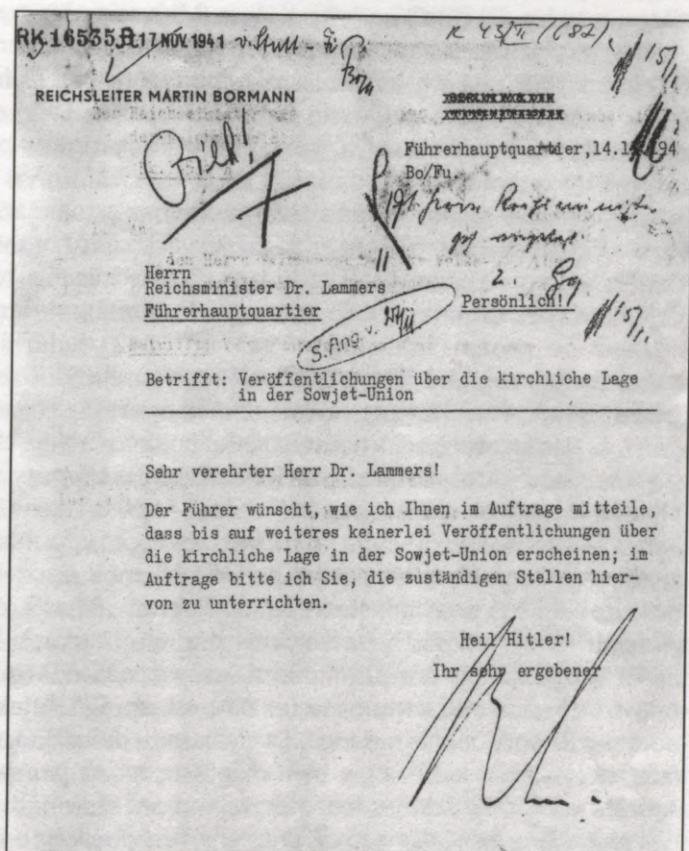 RK.16535 B 17 NOV. 1941
R 43/II (682)
REICHSLEITER MARTIN BORMANN
Führerhauptquartier, 14.1
Bo/Fu.
Herrn
Reichsminister Dr. Lammers
Führerhauptquartier
2.
Persönlich!
S. Ang v.
Betrifft: Veröffentlichungen über die kirchliche Lage
in der Sowjet-Union
Sehr verehrter Herr Dr. Lammers!
Der Führer wünscht, wie ich Ihnen im Auftrage mitteile,
dass bis auf weiteres keinerlei Veröffentlichungen über
die kirchliche Lage in der Sowjet-Union erscheinen; im
Auftrage bitte ich Sie, die zuständigen Stellen hier-
von zu unterrichten.
Heil Hitler!
Ihr sehr ergebener